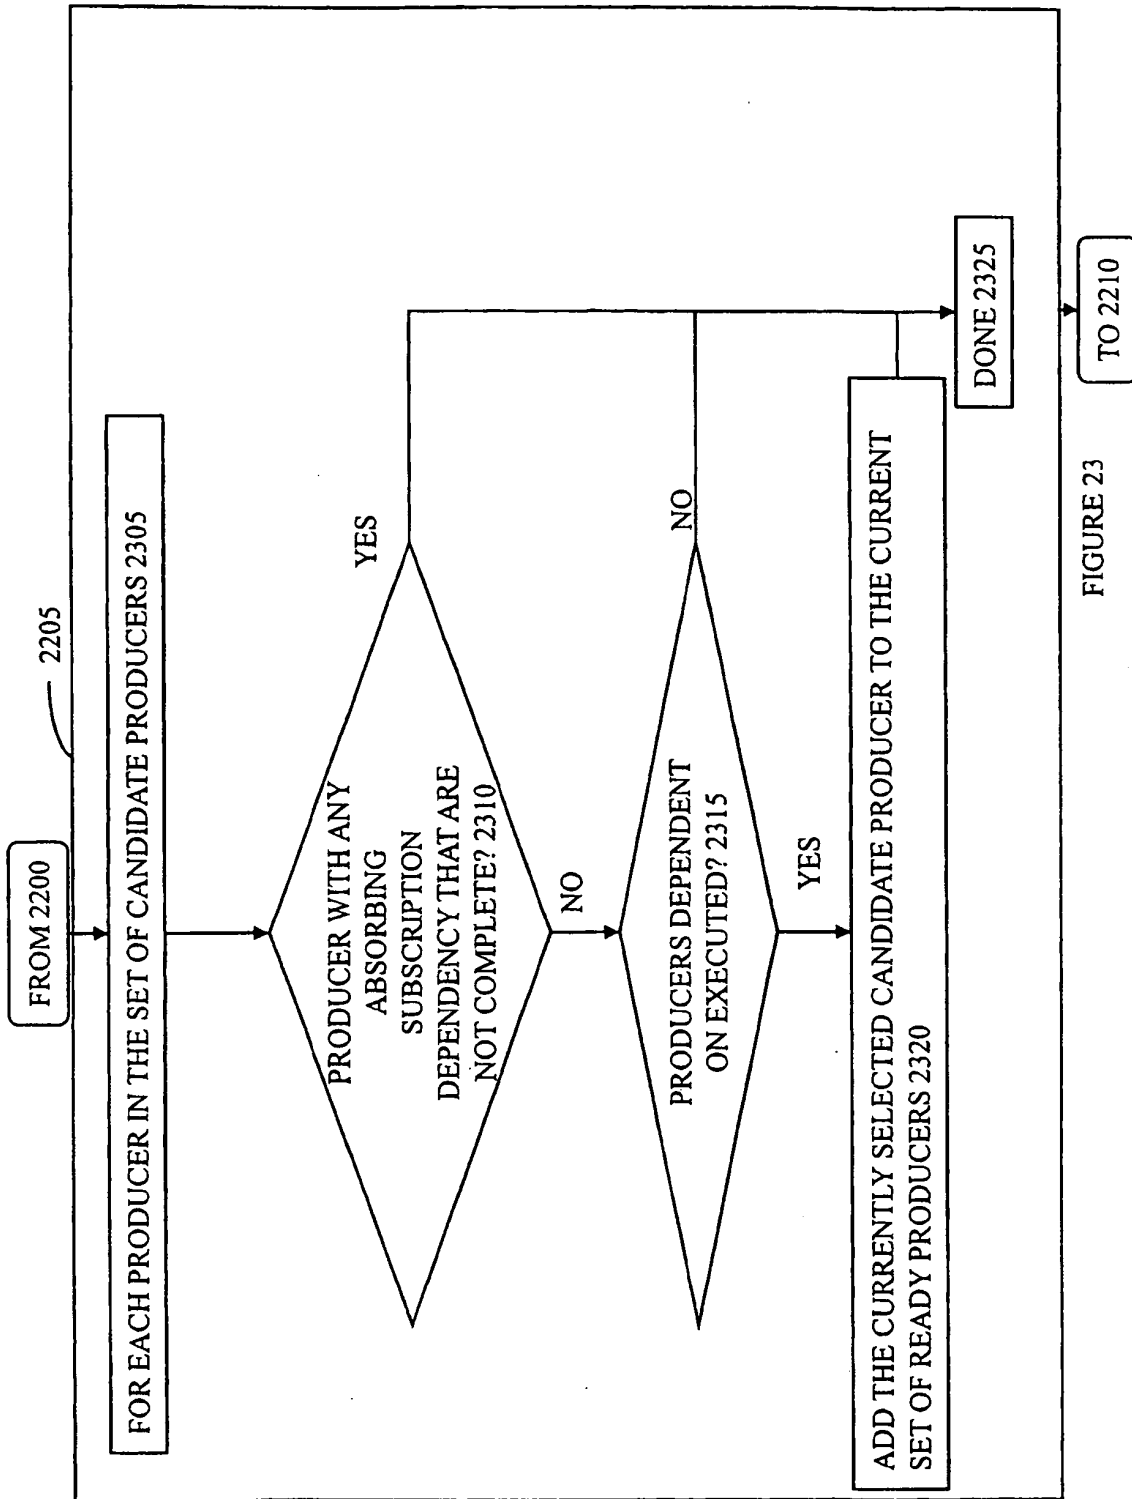 FROM 2200
2205
FOR EACH PRODUCER IN THE SET OF CANDIDATE PRODUCERS 2305
PRODUCER WITH ANY
ABSORBING
SUBSCRIPTION
DEPENDENCY THAT ARE
NOT COMPLETE? 2310
YES
NO
PRODUCERS DEPENDENT
ON EXECUTED? 2315
NO
YES
ADD THE CURRENTLY SELECTED CANDIDATE PRODUCER TO THE CURRENT
SET OF READY PRODUCERS 2320
DONE 2325
TO 2210
FIGURE 23